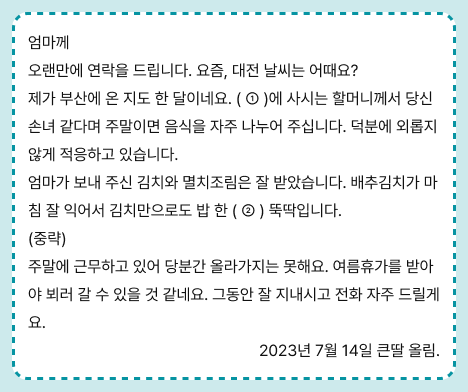 엄마께
오랜만에 연락을 드립니다. 요즘, 대전 날씨는 어때요?
제가 부산에 온 지도 한 달이네요. ( ① )에 사시는 할머니께서 당신
손녀 같다며 주말이면 음식을 자주 나누어 주십니다. 덕분에 외롭지
않게 적응하고 있습니다.
엄마가 보내 주신 김치와 멸치조림은 잘 받았습니다. 배추김치가 마
침 잘 익어서 김치만으로도 밥 한 ( ② ) 뚝딱입니다.
(중략)
주말에 근무하고 있어 당분간 올라가지는 못해요. 여름휴가를 받아
야 뵈러 갈 수 있을 것 같네요. 그동안 잘 지내시고 전화 자주 드릴게
요.
2023년 7월 14일 큰딸 올림.